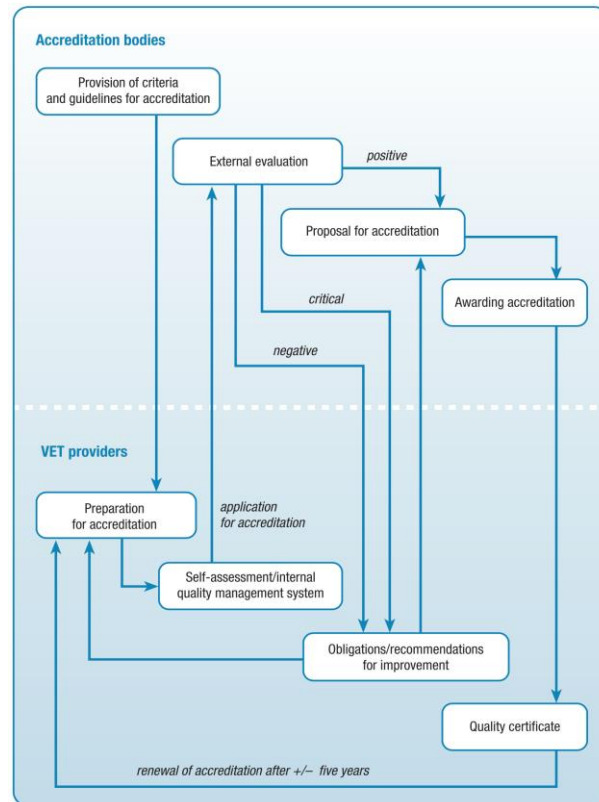 Accreditation bodies
Provision of criteria
and guidelines for accreditation
External evaluation
positive
Proposal for accreditation
Awarding accreditation
critical
negative
VET providers
Preparation
for accreditation
application
for accreditation
Self-assessment/internal
quality management system
Obligations/recommendations
for improvement
Quality certificate
renewal of accreditation after +/– five years